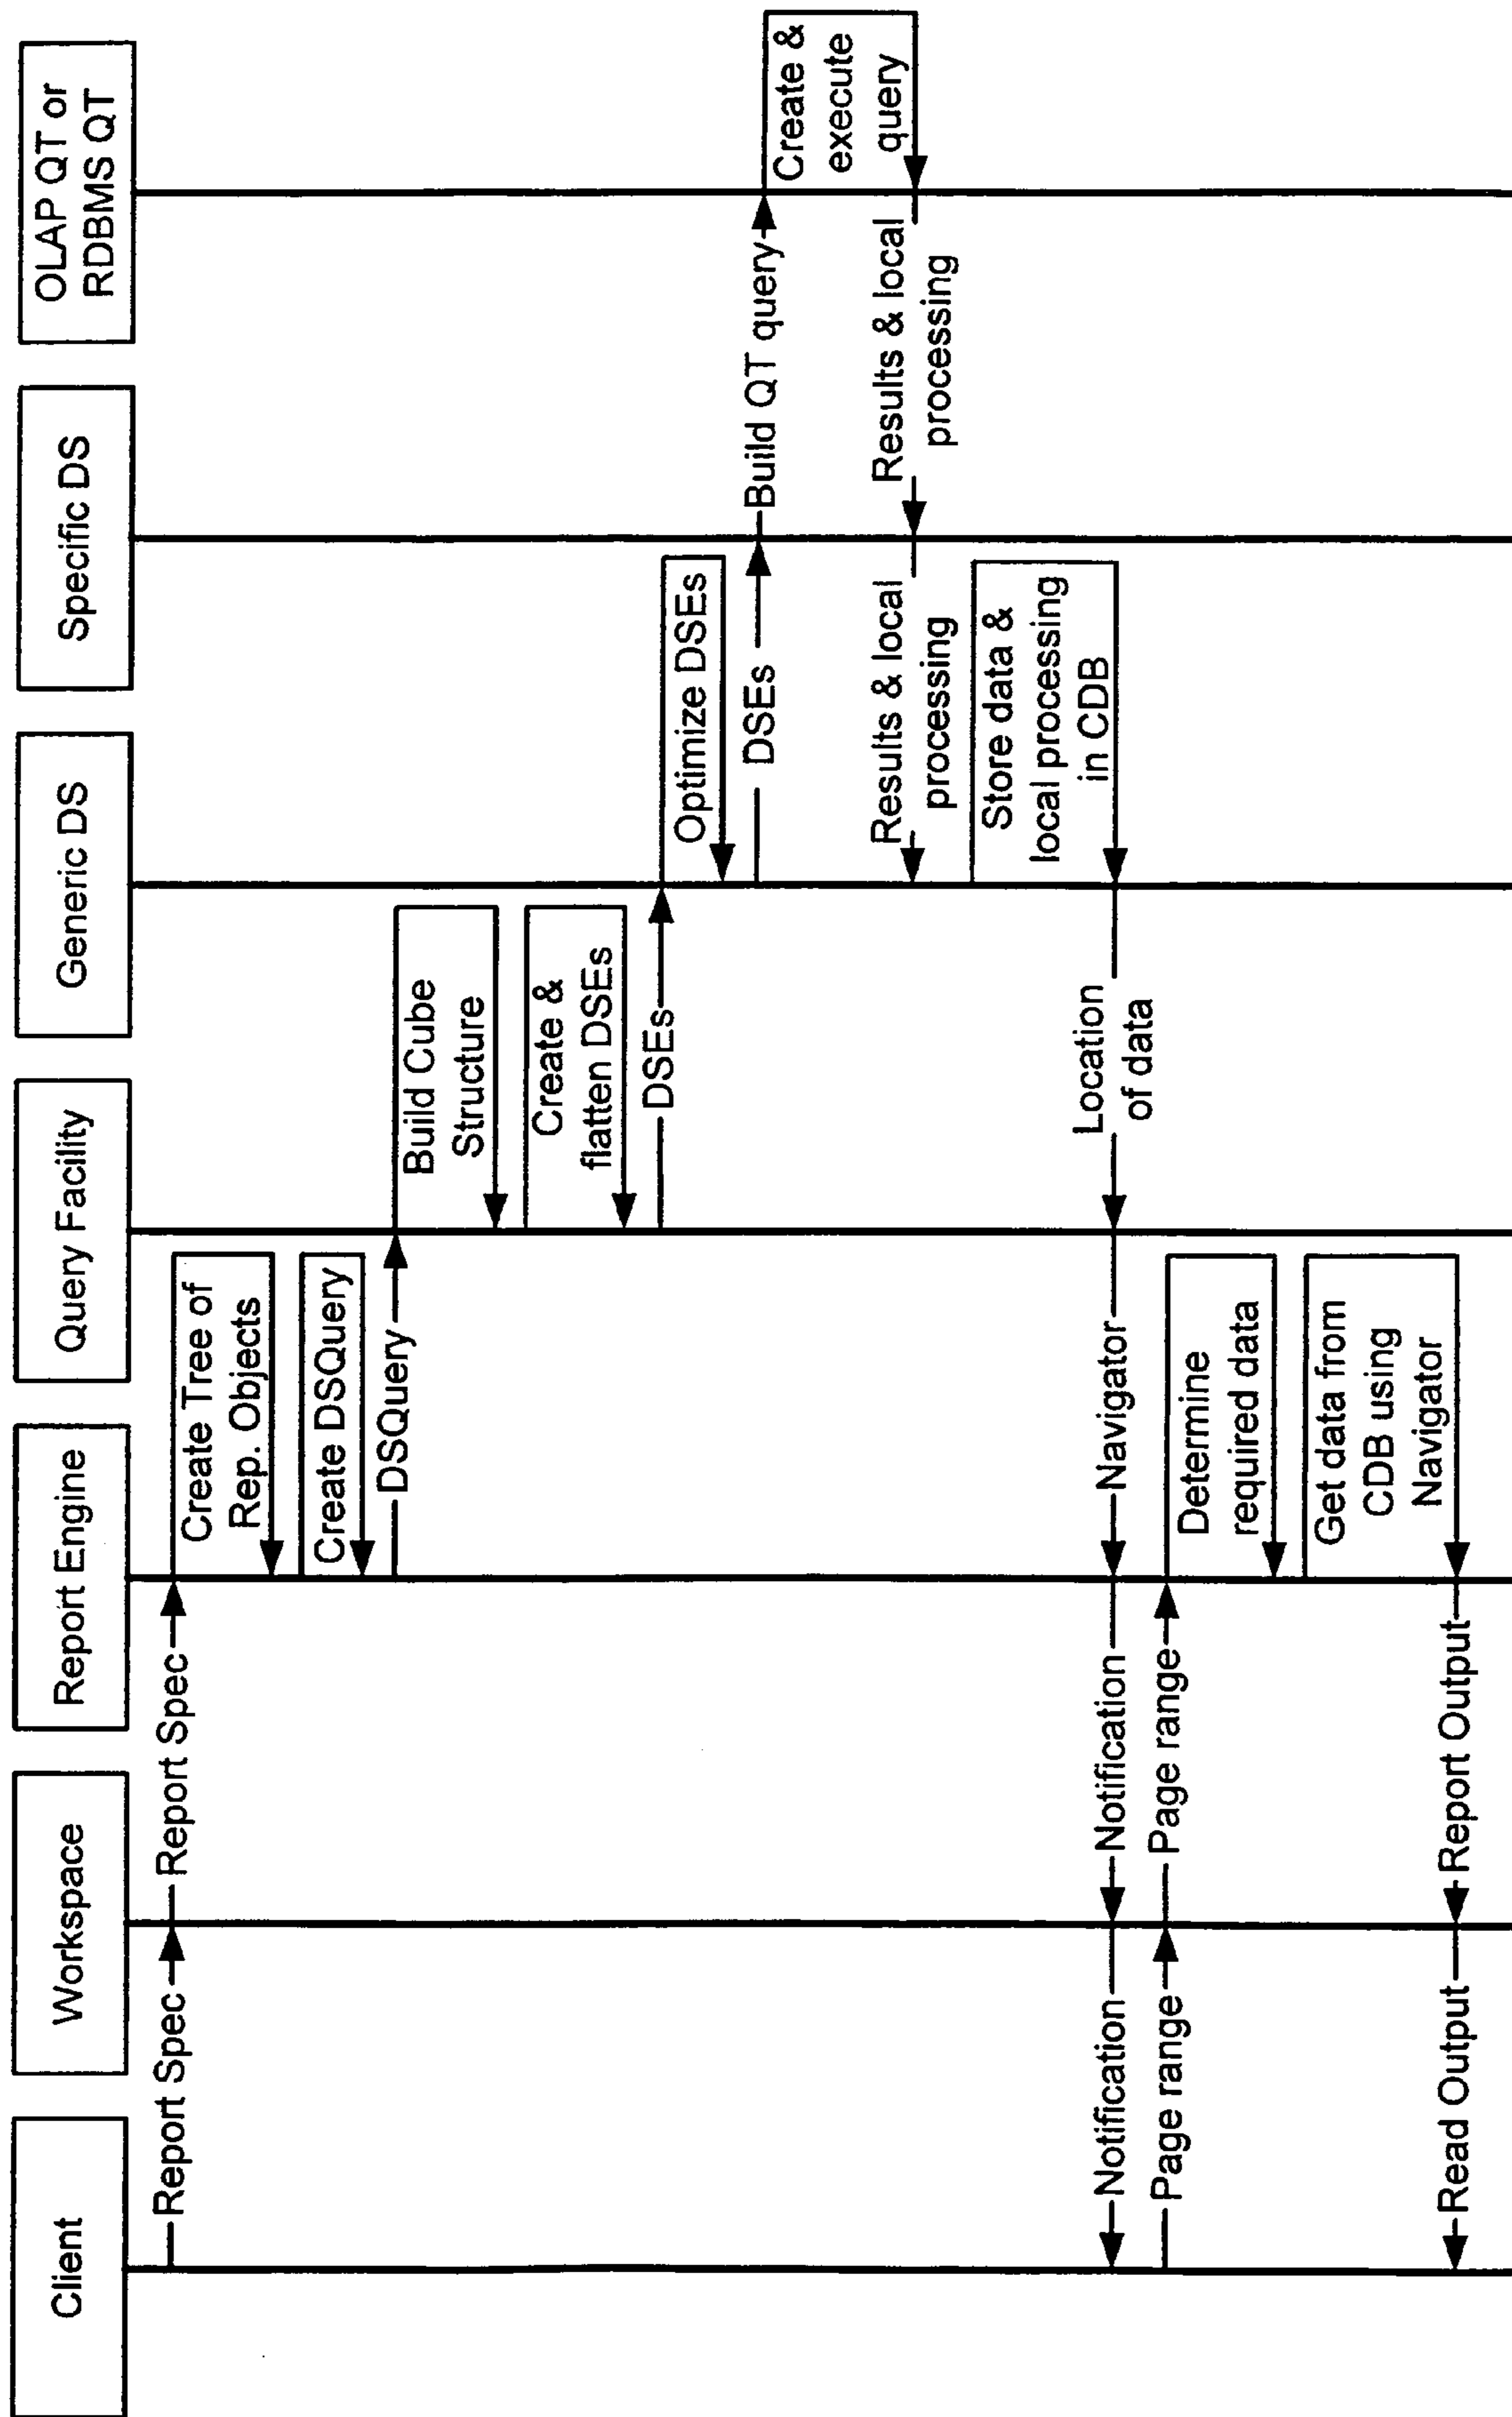 Client
Workspace
Report Engine
Query Facility
Generic DS
Specific DS
OLAP QT or
RDBMS QT
Report Spec
Report Spec
Create Tree of
Rep. Objects
Create DSQuery
DSQuery
Build Cube
Structure
Create &
flatten DSEs
DSEs
Optimize DSEs
DSEs
Build QT query
Create &
execute
query
Results & local
processing
Results & local
processing
Store data &
local processing
in CDB
Location
of data
Navigator
Notification
Notification
Page range
Page range
Determine
required data
Get data from
CDB using
Navigator
Report Output
Read Output